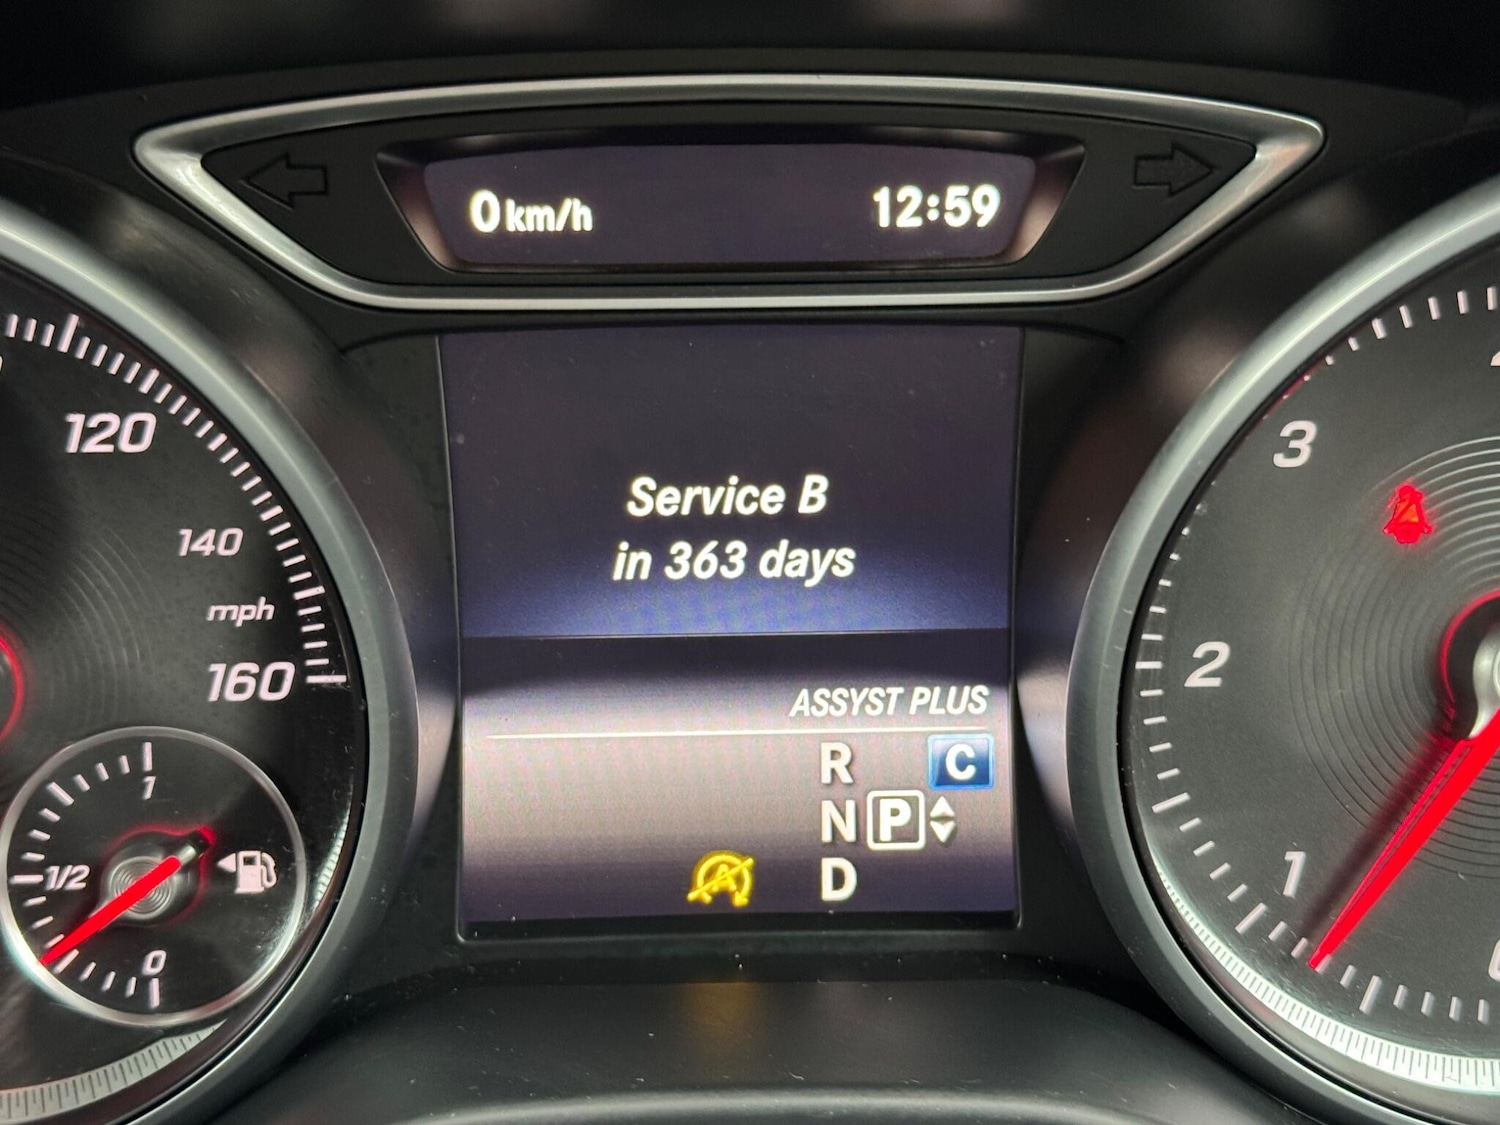 0 km/h 12:59
120
140
mph
160
1
1/2
0
Service B
in 363 days
ASSYST PLUS
R C
N P
D
A
3
2
1